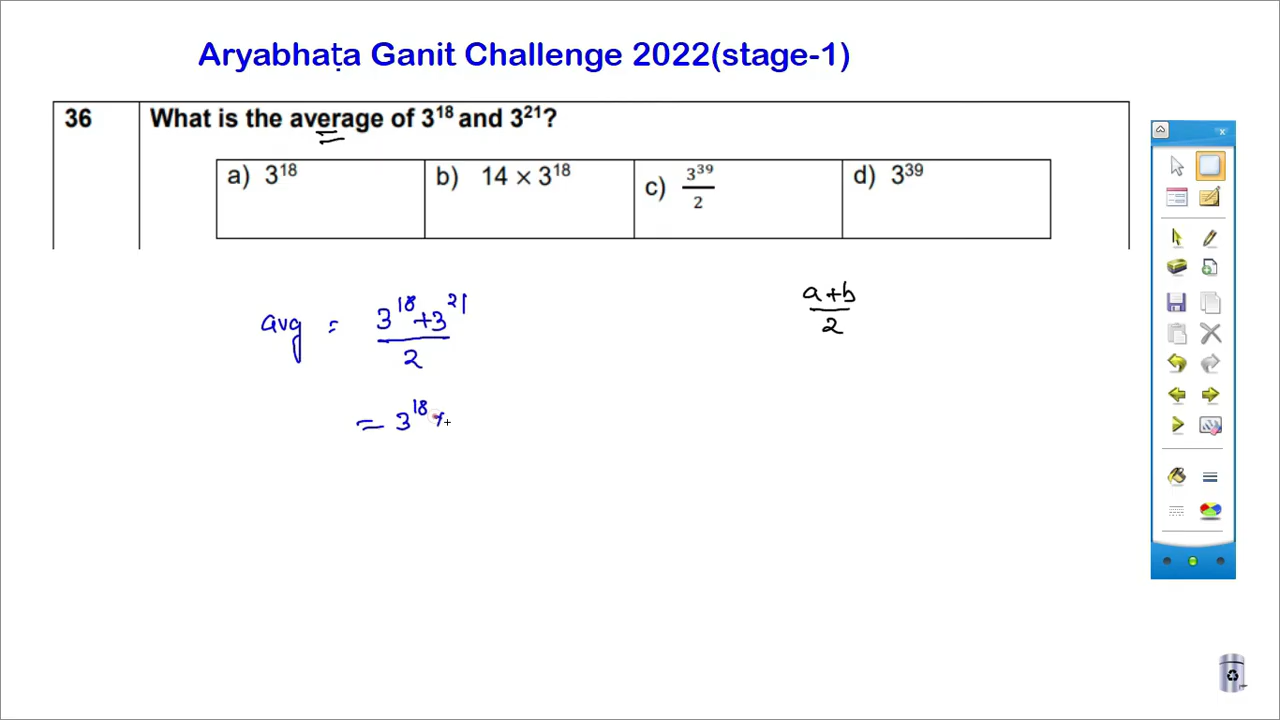 Aryabhaṭa Ganit Challenge 2022(stage-1)
36 What is the average of 3¹⁸ and 3²¹?
a) 3¹⁸ b) 14 × 3¹⁸ c) 3³⁹/2 d) 3³⁹
a+b/2
avg = 3¹⁸+3²¹/2
= 3¹⁸ ×